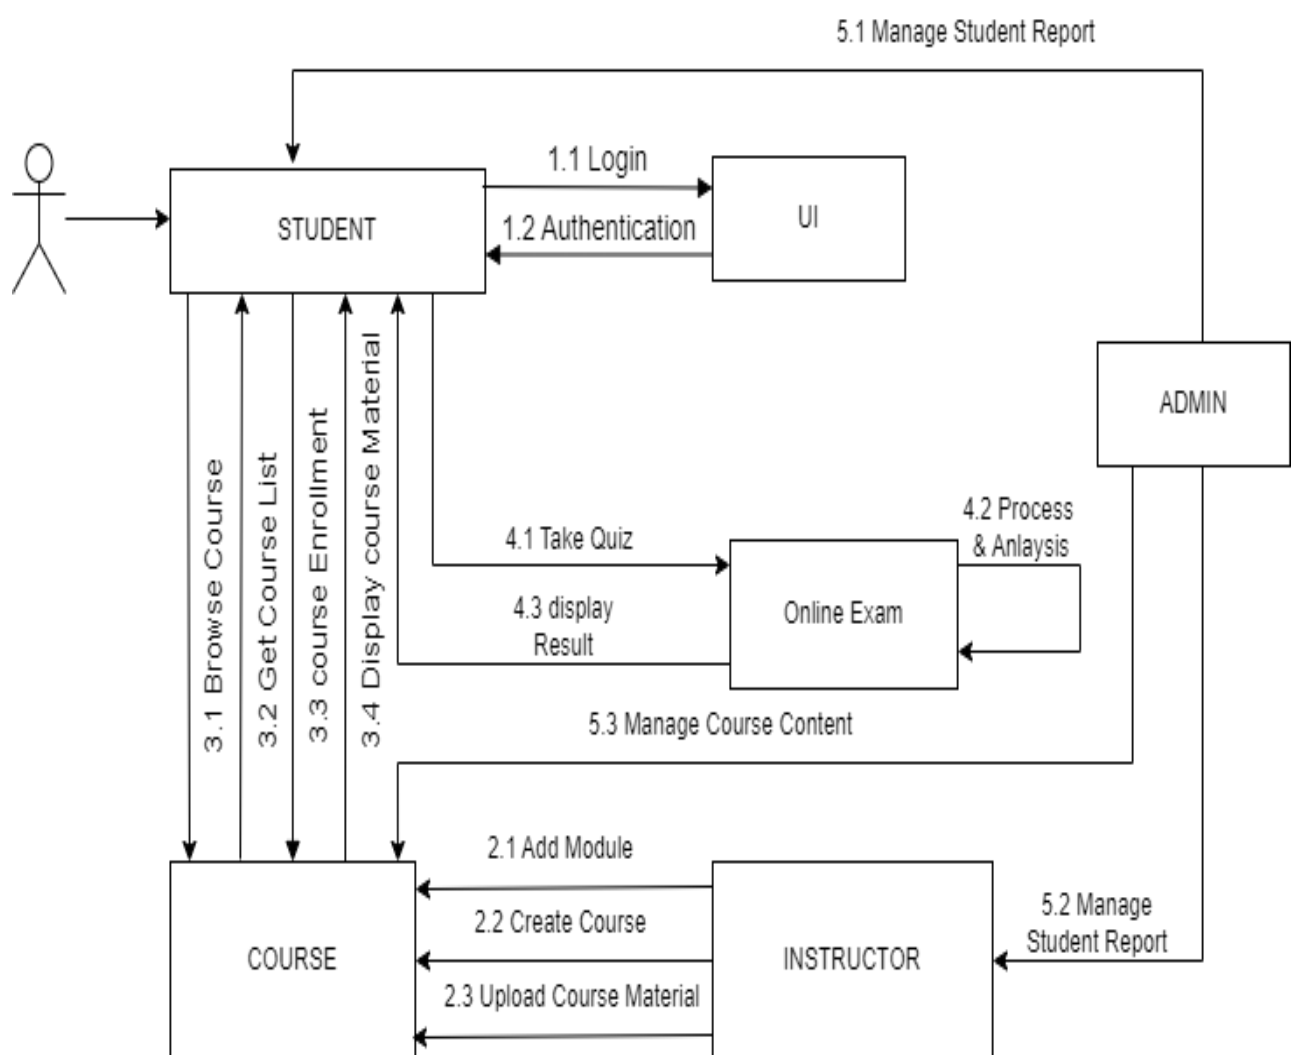 5.1 Manage Student Report
1.1 Login
UI
STUDENT
1.2 Authentication
ADMIN
3.1 Browse Course
3.2 Get Course List
3.3 course Enrollment
3.4 Display course Material
4.1 Take Quiz
4.2 Process
& Anlaysis
Online Exam
4.3 display
Result
5.3 Manage Course Content
2.1 Add Module
2.2 Create Course
COURSE
INSTRUCTOR
5.2 Manage
Student Report
2.3 Upload Course Material